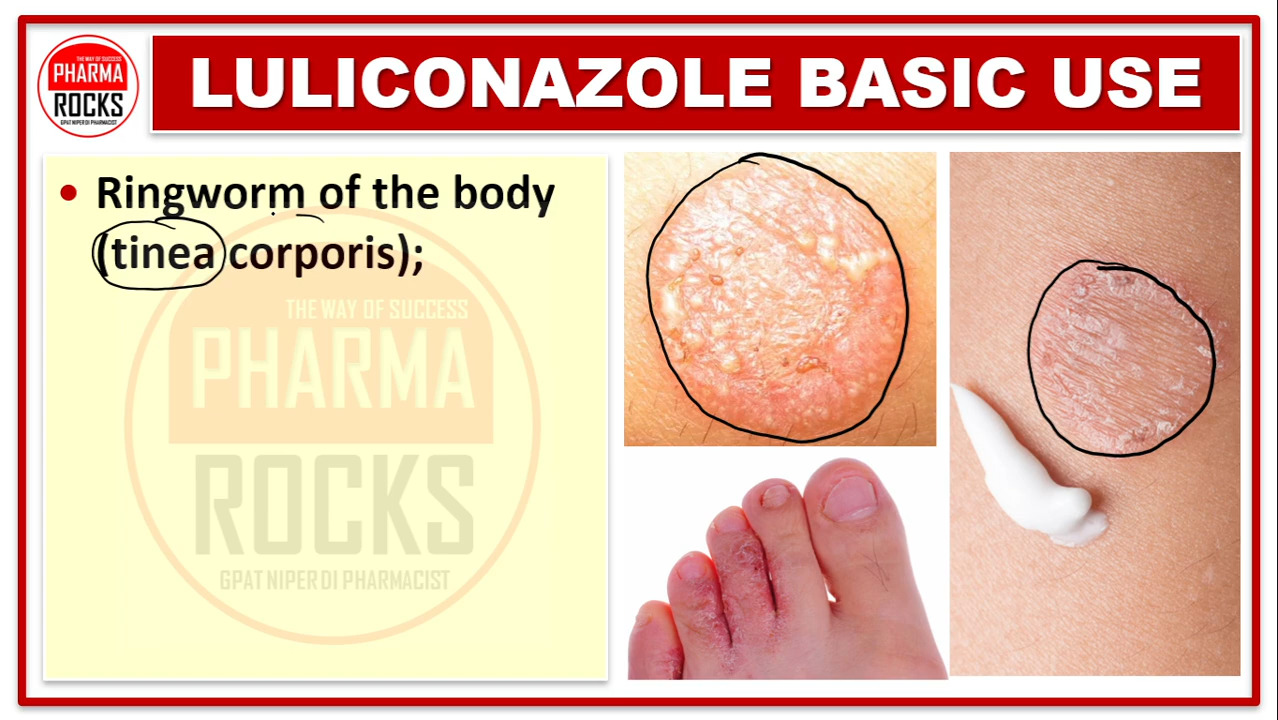 THE WAY OF SUCCESS
PHARMA
ROCKS
GPAT NIPER DI PHARMACIST
LULICONAZOLE BASIC USE
• Ringworm of the body
(tinea corporis);
THE WAY OF SUCCESS
PHARMA
ROCKS
GPAT NIPER DI PHARMACIST